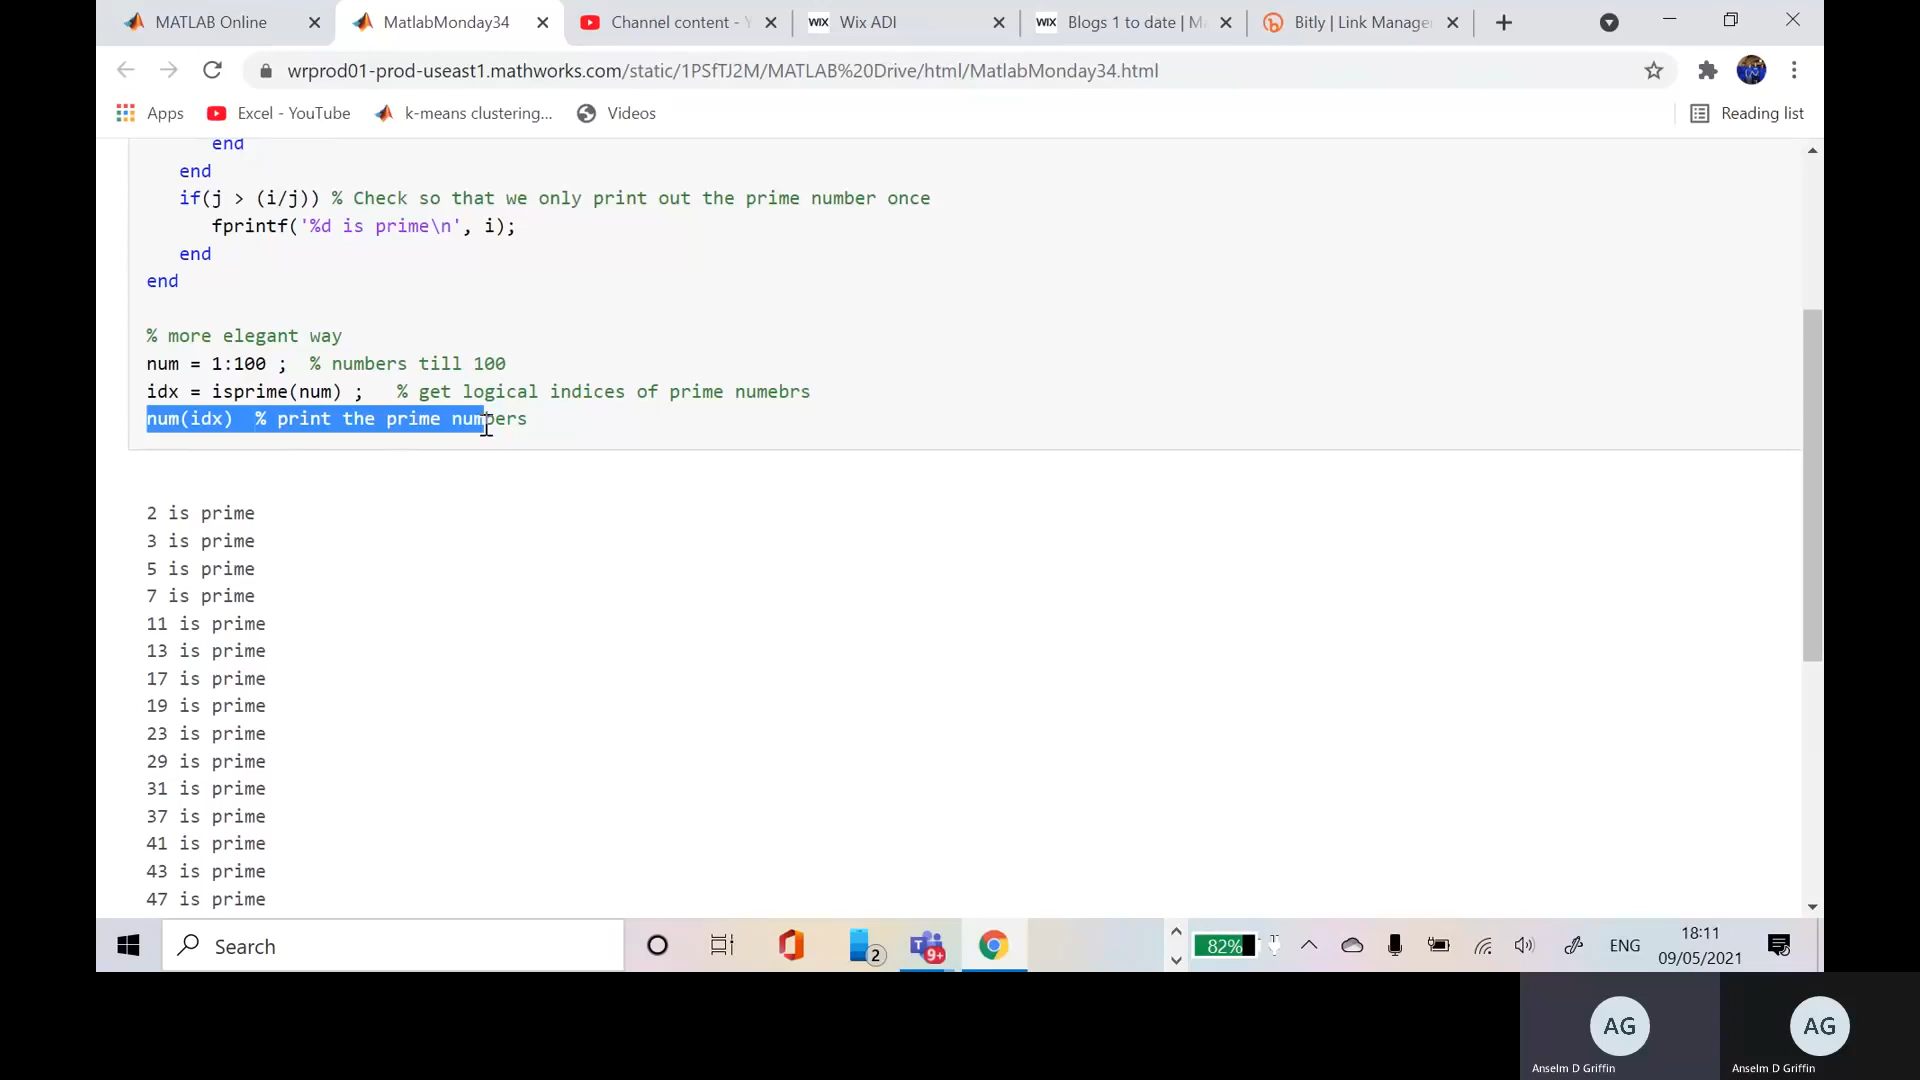 MATLAB Online
MatlabMonday34
Channel content -
WIX Wix ADI
WIX Blogs 1 to date | M
Bitly | Link Manage
wrprod01-prod-useast1.mathworks.com/static/1PSfTJ2M/MATLAB%20Drive/html/MatlabMonday34.html
Apps
Excel - YouTube
k-means clustering...
Videos
Reading list
end
end
if(j > (i/j)) % Check so that we only print out the prime number once
fprintf('%d is prime\n', i);
end
end
% more elegant way
num = 1:100 ; % numbers till 100
idx = isprime(num) ; % get logical indices of prime numebrs
num(idx) % print the prime numbers
2 is prime
3 is prime
5 is prime
7 is prime
11 is prime
13 is prime
17 is prime
19 is prime
23 is prime
29 is prime
31 is prime
37 is prime
41 is prime
43 is prime
47 is prime
Search
2
9+
82%
ENG
18:11
09/05/2021
AG
Anselm D Griffin
AG
Anselm D Griffin